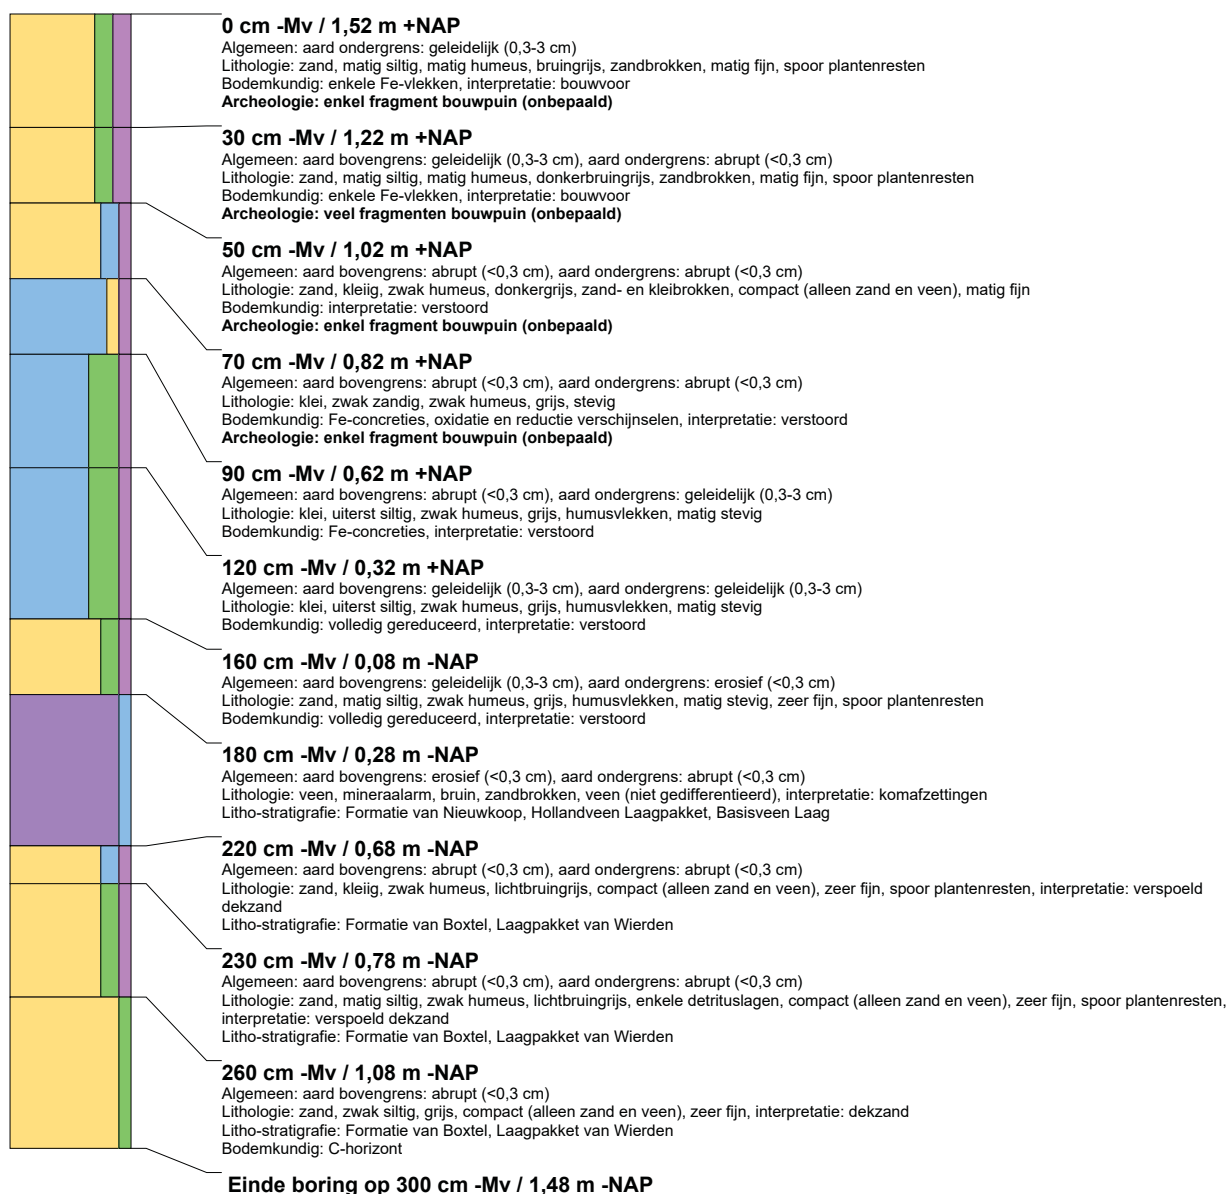 0 cm -Mv / 1,52 m +NAP
Algemeen: aard ondergrens: geleidelijk (0,3-3 cm)
Lithologie: zand, matig siltig, matig humeus, bruingrijs, zandbrokken, matig fijn, spoor plantenresten
Bodemkundig: enkele Fe-vlekken, interpretatie: bouwvoor
Archeologie: enkel fragment bouwpuin (onbepaald)
30 cm -Mv / 1,22 m +NAP
Algemeen: aard bovengrens: geleidelijk (0,3-3 cm), aard ondergrens: abrupt (<0,3 cm)
Lithologie: zand, matig siltig, matig humeus, donkerbruingrijs, zandbrokken, matig fijn, spoor plantenresten
Bodemkundig: enkele Fe-vlekken, interpretatie: bouwvoor
Archeologie: veel fragmenten bouwpuin (onbepaald)
50 cm -Mv / 1,02 m +NAP
Algemeen: aard bovengrens: abrupt (<0,3 cm), aard ondergrens: abrupt (<0,3 cm)
Lithologie: zand, kleiig, zwak humeus, donkergrijs, zand- en kleibrokken, compact (alleen zand en veen), matig fijn
Bodemkundig: interpretatie: verstoord
Archeologie: enkel fragment bouwpuin (onbepaald)
70 cm -Mv / 0,82 m +NAP
Algemeen: aard bovengrens: abrupt (<0,3 cm), aard ondergrens: abrupt (<0,3 cm)
Lithologie: klei, zwak zandig, zwak humeus, grijs, stevig
Bodemkundig: Fe-concreties, oxidatie en reductie verschijnselen, interpretatie: verstoord
Archeologie: enkel fragment bouwpuin (onbepaald)
90 cm -Mv / 0,62 m +NAP
Algemeen: aard bovengrens: abrupt (<0,3 cm), aard ondergrens: geleidelijk (0,3-3 cm)
Lithologie: klei, uiterst siltig, zwak humeus, grijs, humusvlekken, matig stevig
Bodemkundig: Fe-concreties, interpretatie: verstoord
120 cm -Mv / 0,32 m +NAP
Algemeen: aard bovengrens: geleidelijk (0,3-3 cm), aard ondergrens: geleidelijk (0,3-3 cm)
Lithologie: klei, uiterst siltig, zwak humeus, grijs, humusvlekken, matig stevig
Bodemkundig: volledig gereduceerd, interpretatie: verstoord
160 cm -Mv / 0,08 m -NAP
Algemeen: aard bovengrens: geleidelijk (0,3-3 cm), aard ondergrens: erosief (<0,3 cm)
Lithologie: zand, matig siltig, zwak humeus, grijs, humusvlekken, matig stevig, zeer fijn, spoor plantenresten
Bodemkundig: volledig gereduceerd, interpretatie: verstoord
180 cm -Mv / 0,28 m -NAP
Algemeen: aard bovengrens: erosief (<0,3 cm), aard ondergrens: abrupt (<0,3 cm)
Lithologie: veen, mineraalarm, bruin, zandbrokken, veen (niet gedifferentieerd), interpretatie: komafzettingen
Litho-stratigrafie: Formatie van Nieuwkoop, Hollandveen Laagpakket, Basisveen Laag
220 cm -Mv / 0,68 m -NAP
Algemeen: aard bovengrens: abrupt (<0,3 cm), aard ondergrens: abrupt (<0,3 cm)
Lithologie: zand, kleiig, zwak humeus, lichtbruingrijs, compact (alleen zand en veen), zeer fijn, spoor plantenresten, interpretatie: verspoeld
dekzand
Litho-stratigrafie: Formatie van Boxtel, Laagpakket van Wierden
230 cm -Mv / 0,78 m -NAP
Algemeen: aard bovengrens: abrupt (<0,3 cm), aard ondergrens: abrupt (<0,3 cm)
Lithologie: zand, matig siltig, zwak humeus, lichtbruingrijs, enkele detrituslagen, compact (alleen zand en veen), zeer fijn, spoor plantenresten,
interpretatie: verspoeld dekzand
Litho-stratigrafie: Formatie van Boxtel, Laagpakket van Wierden
260 cm -Mv / 1,08 m -NAP
Algemeen: aard bovengrens: abrupt (<0,3 cm)
Lithologie: zand, zwak siltig, grijs, compact (alleen zand en veen), zeer fijn, interpretatie: dekzand
Litho-stratigrafie: Formatie van Boxtel, Laagpakket van Wierden
Bodemkundig: C-horizont
Einde boring op 300 cm -Mv / 1,48 m -NAP